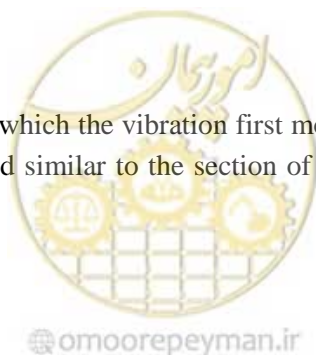 امور پیمان
which the vibration first mo
d similar to the section of
@omoorepeyman.ir